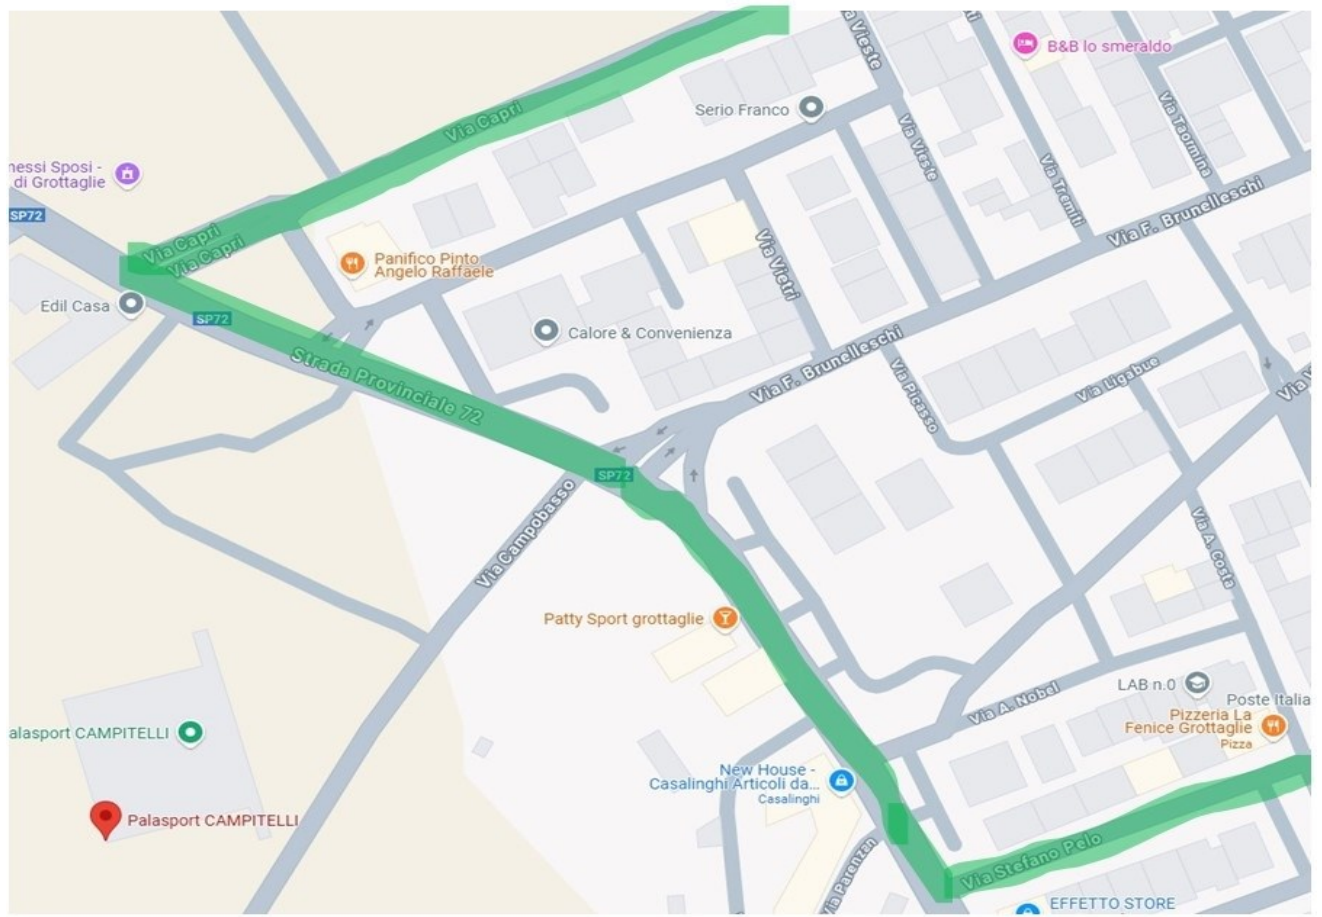 Via Vieste
B&B lo smeraldo
Serio Franco
Via Capri
Via Taormina
Via Vieste
Via Tremiti
nessi Sposi -
di Grottaglie
SP72
Via Capri
Via Capri
Via F. Brunelleschi
Panifico Pinto
Angelo Raffaele
Via Vietri
Edil Casa
SP72
Calore & Convenienza
Strada Provinciale 72
Via F. Brunelleschi
Via Picasso
Via Ligabue
Via V
SP72
Via Campobasso
Via A. Costa
Patty Sport grottaglie
LAB n.0
Via A. Nobel
Poste Italia
Pizzeria La
Fenice Grottaglie
Pizza
alasport CAMPITELLI
New House -
Casalinghi Articoli da...
Casalinghi
Palasport CAMPITELLI
Via Stefano Pelo
Via Parenzan
EFFETTO STORE